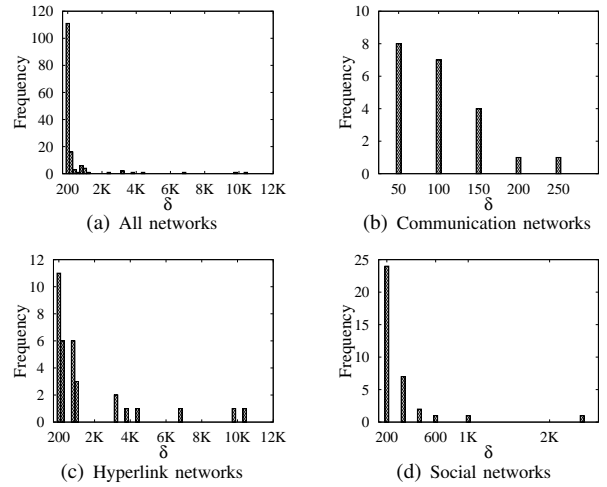 120
100
80
60
40
20
0
Frequency
200 2K 4K 6K 8K 10K 12K
δ
(a) All networks
8
6
4
2
0
Frequency
50 100 150 200 250
δ
(b) Communication networks
12
10
8
6
4
2
0
Frequency
200 2K 4K 6K 8K 10K 12K
δ
(c) Hyperlink networks
25
20
15
10
5
0
Frequency
200 600 1K 2K
δ
(d) Social networks